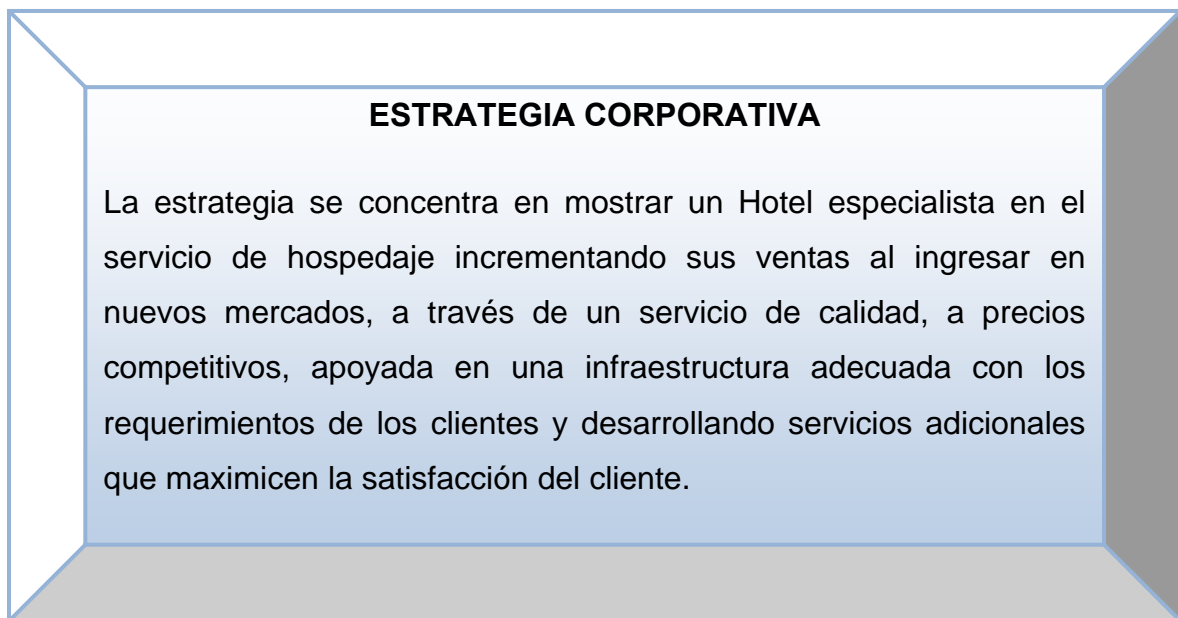 ESTRATEGIA CORPORATIVA
La estrategia se concentra en mostrar un Hotel especialista en el
servicio de hospedaje incrementando sus ventas al ingresar en
nuevos mercados, a través de un servicio de calidad, a precios
competitivos, apoyada en una infraestructura adecuada con los
requerimientos de los clientes y desarrollando servicios adicionales
que maximicen la satisfacción del cliente.